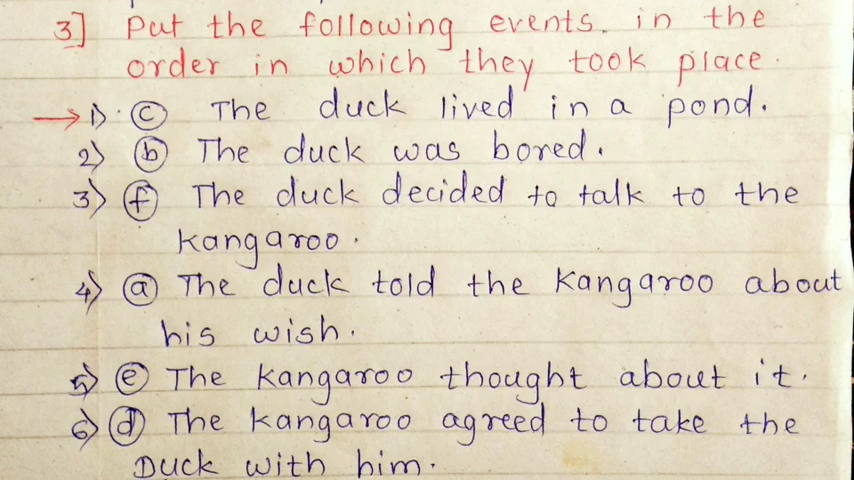 3] Put the following events. in the
order in which they took place.
→ 1) . (c) The duck lived in a pond.
2) (b) The duck was bored.
3) (f) The duck decided to talk to the
kangaroo.
4) (a) The duck told the kangaroo about
his wish.
5) (e) The kangaroo thought about it.
6) (d) The kangaroo agreed to take the
Duck with him.